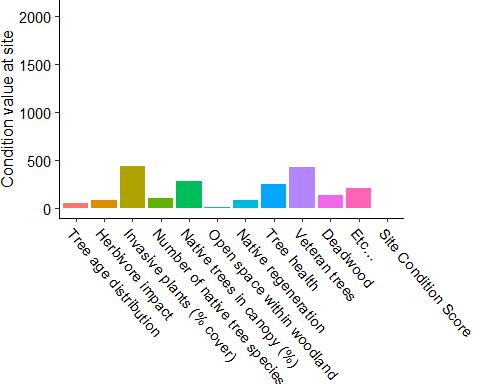 Condition value at site
2000
1500
1000
500
0
Tree age distribution
Herbivore impact
Invasive plants (% cover)
Number of native tree species
Native trees in canopy (%)
Open space within woodland
Native regeneration
Tree health
Veteran trees
Deadwood
Etc...
Site Condition Score